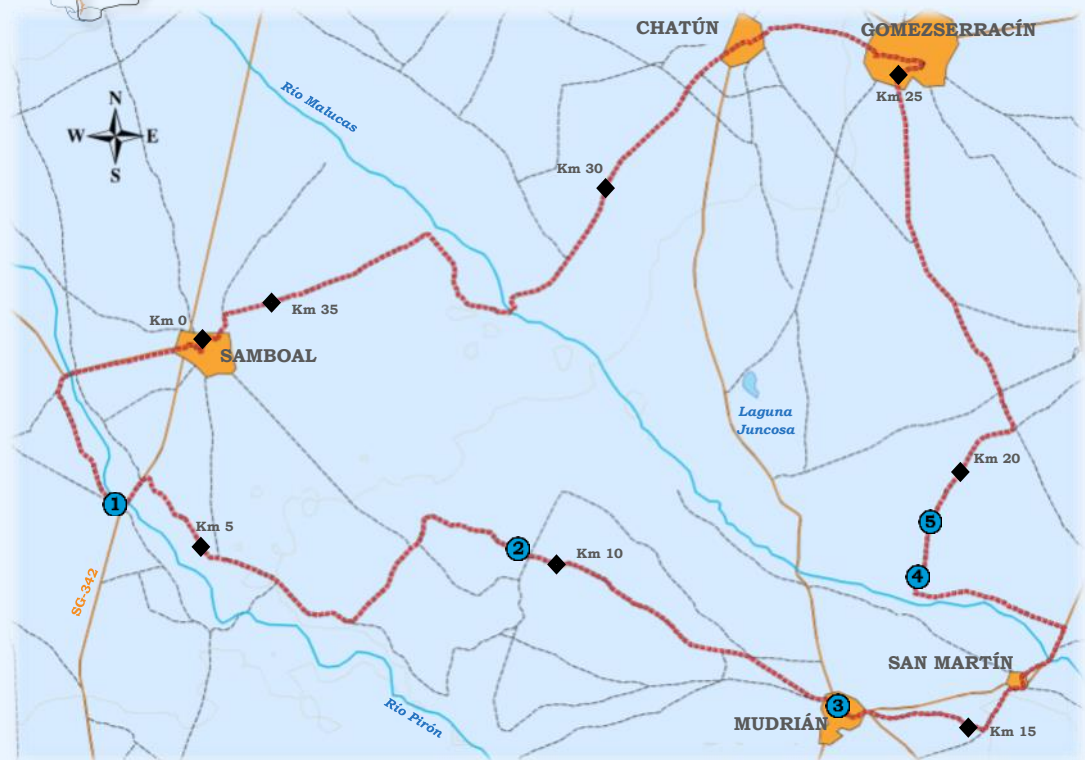 CHATÚN
GOMEZSERRACÍN
Río Malucas
N
W E
S
Km 25
Km 30
Km 35
Km 0
SAMBOAL
Laguna
Juncosa
Km 20
1
5
Km 5
2
Km 10
4
SG-342
SAN MARTÍN
Río Pirón
3
MUDRIÁN
Km 15